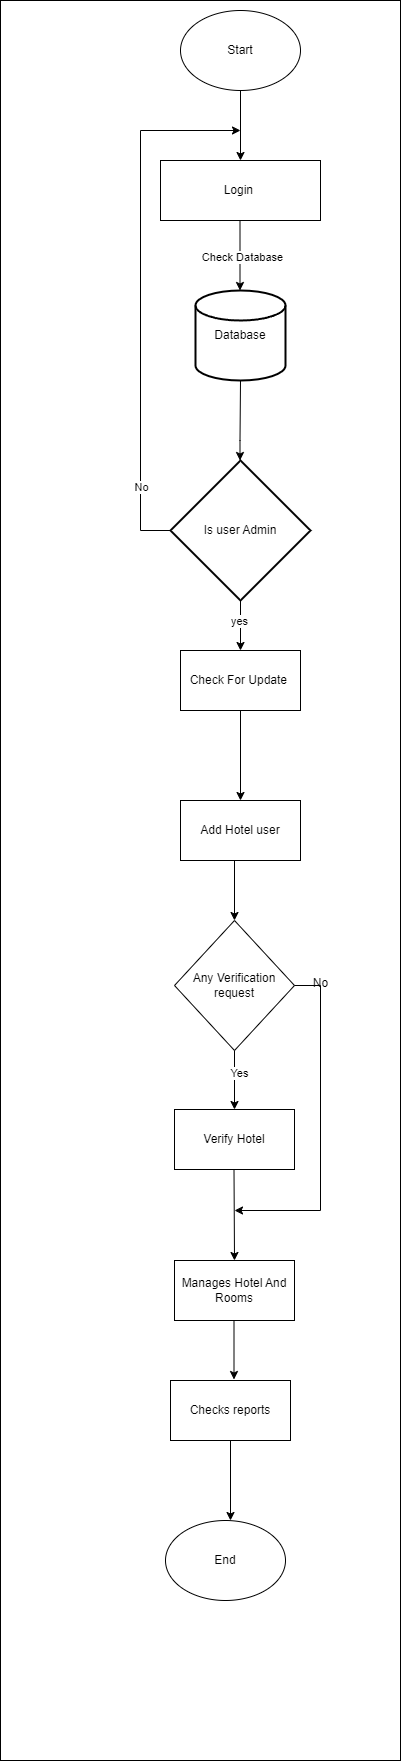 Start
Login
Check Database
Database
No
Is user Admin
yes
Check For Update
Add Hotel user
Any Verification
request
No
Yes
Verify Hotel
Manages Hotel And
Rooms
Checks reports
End